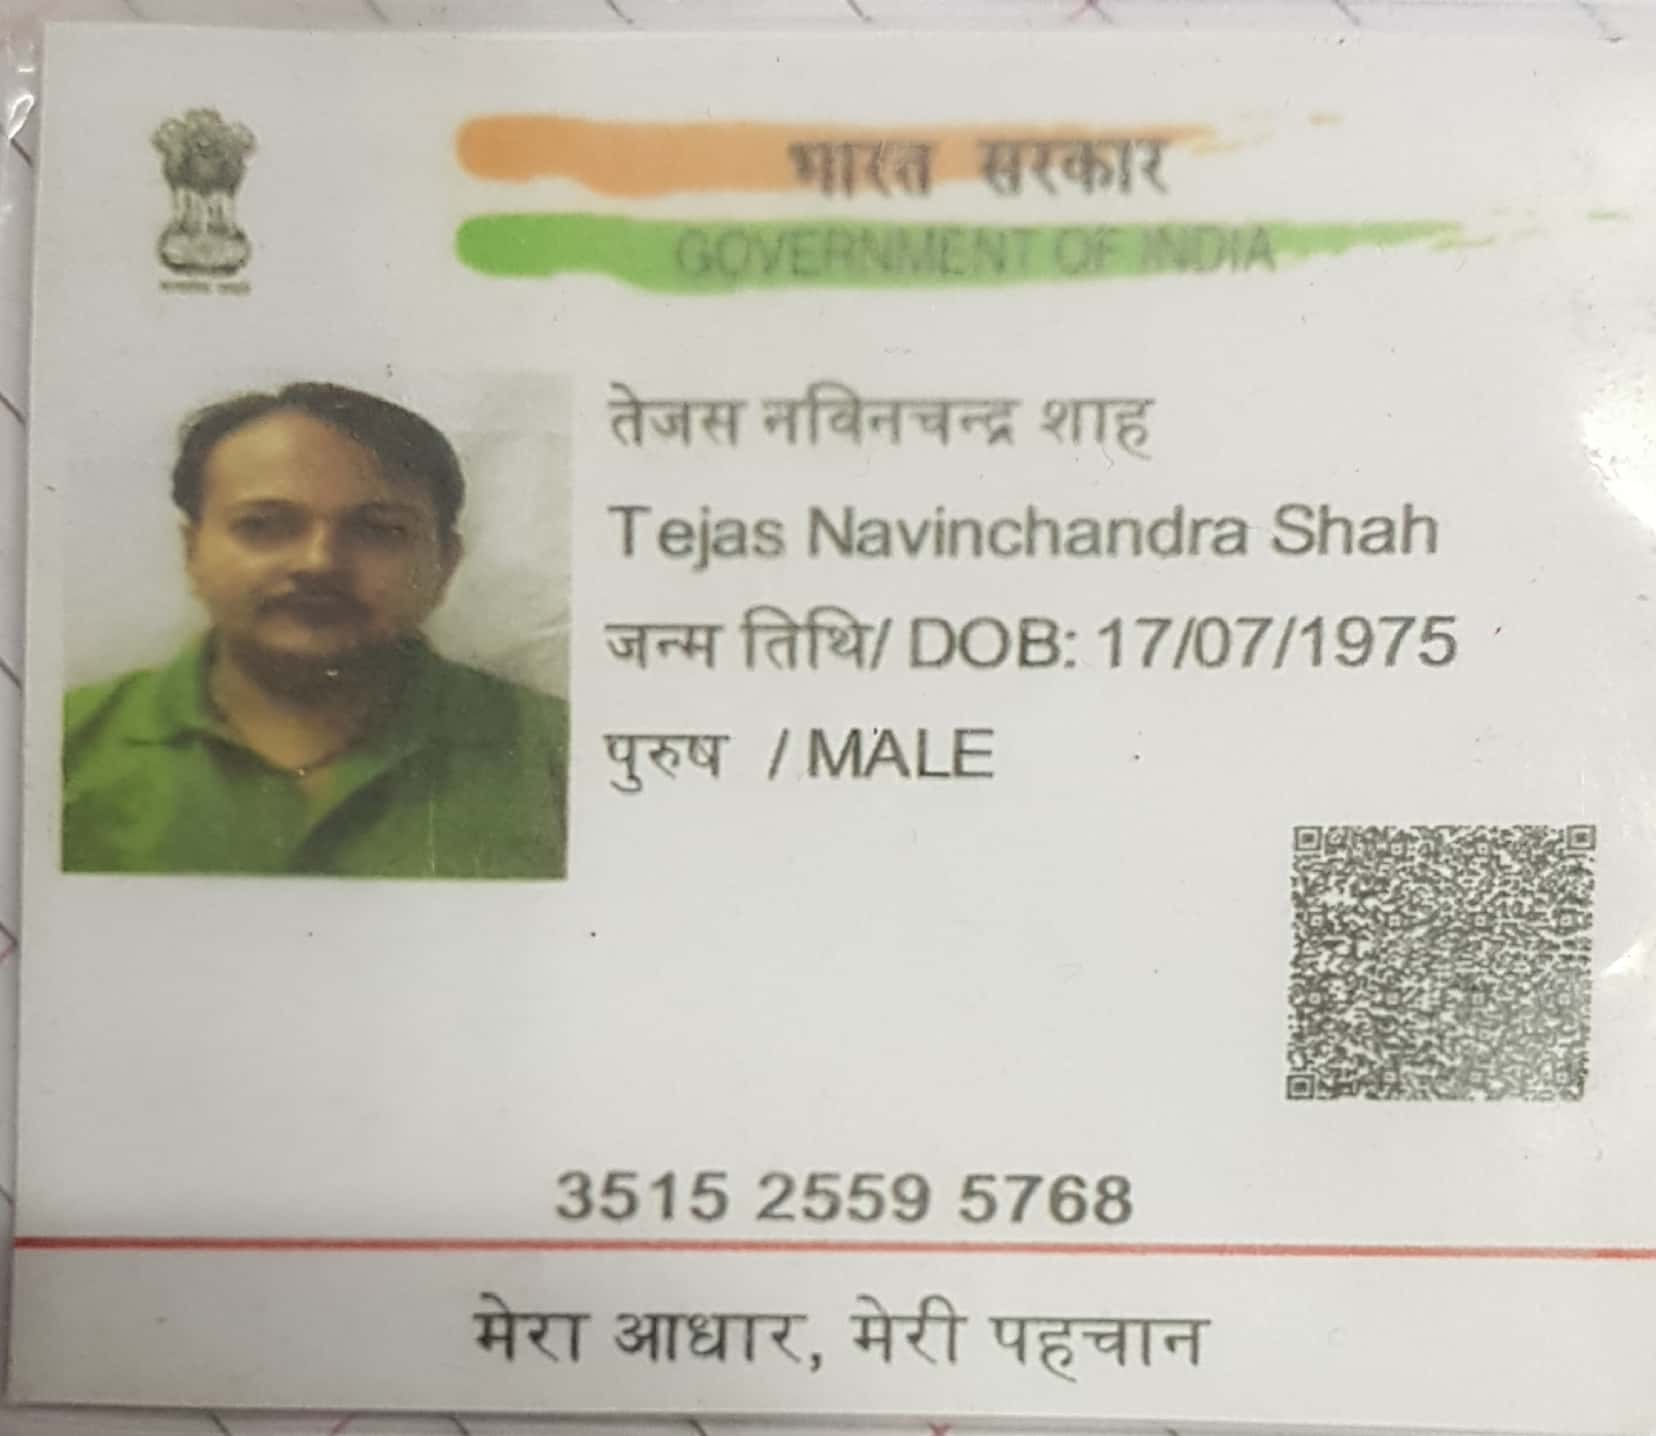 भारत सरकार
GOVERNMENT OF INDIA
तेजस नविनचन्द्र शाह
Tejas Navinchandra Shah
जन्म तिथि/ DOB: 17/07/1975
पुरुष / MALE
3515 2559 5768
मेरा आधार, मेरी पहचान